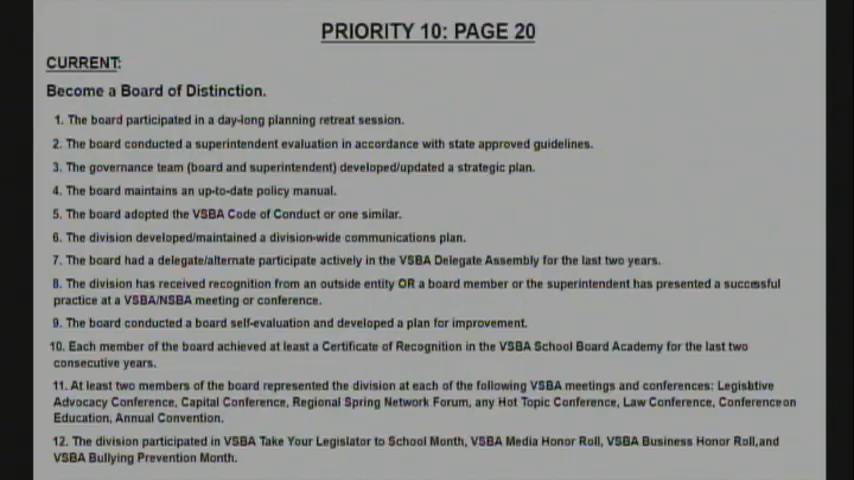 PRIORITY 10: PAGE 20
CURRENT:
Become a Board of Distinction.
1. The board participated in a day-long planning retreat session.
2. The board conducted a superintendent evaluation in accordance with state approved guidelines.
3. The governance team (board and superintendent) developed/updated a strategic plan.
4. The board maintains an up-to-date policy manual.
5. The board adopted the VSBA Code of Conduct or one similar.
6. The division developed/maintained a division-wide communications plan.
7. The board had a delegate/alternate participate actively in the VSBA Delegate Assembly for the last two years.
8. The division has received recognition from an outside entity OR a board member or the superintendent has presented a successful
practice at a VSBA/NSBA meeting or conference.
9. The board conducted a board self-evaluation and developed a plan for improvement.
10. Each member of the board achieved at least a Certificate of Recognition in the VSBA School Board Academy for the last two
consecutive years.
11. At least two members of the board represented the division at each of the following VSBA meetings and conferences: Legislative
Advocacy Conference, Capital Conference, Regional Spring Network Forum, any Hot Topic Conference, Law Conference, Conference on
Education, Annual Convention.
12. The division participated in VSBA Take Your Legislator to School Month, VSBA Media Honor Roll, VSBA Business Honor Roll,and
VSBA Bullying Prevention Month.